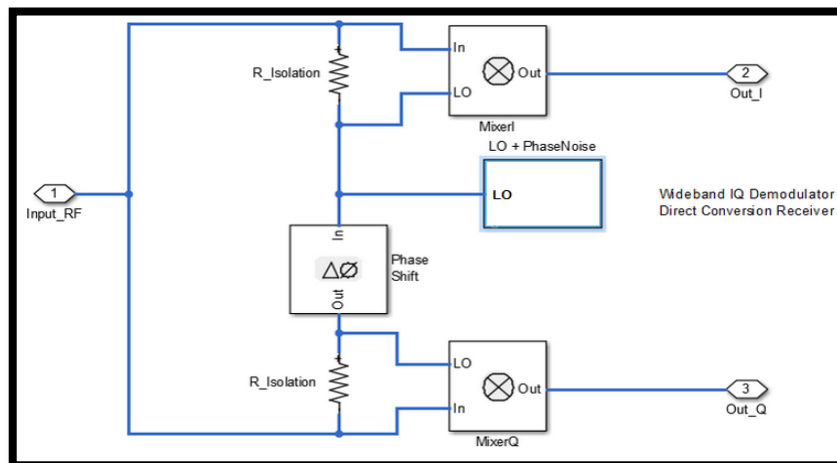 In
R_Isolation
Out
2
LO
Out_I
MixerI
LO + PhaseNoise
1
LO
Wideband IQ Demodulator
Input_RF
Direct Conversion Receiver
In
Phase
ΔØ
Shift
Out
LO
R_Isolation
Out
3
In
Out_Q
MixerQ